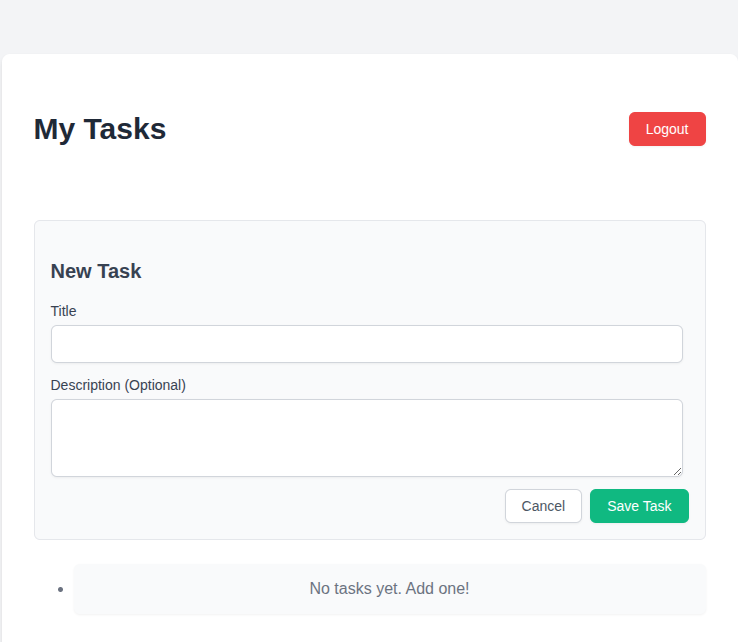 My Tasks
Logout
New Task
Title
Description (Optional)
Cancel
Save Task
No tasks yet. Add one!